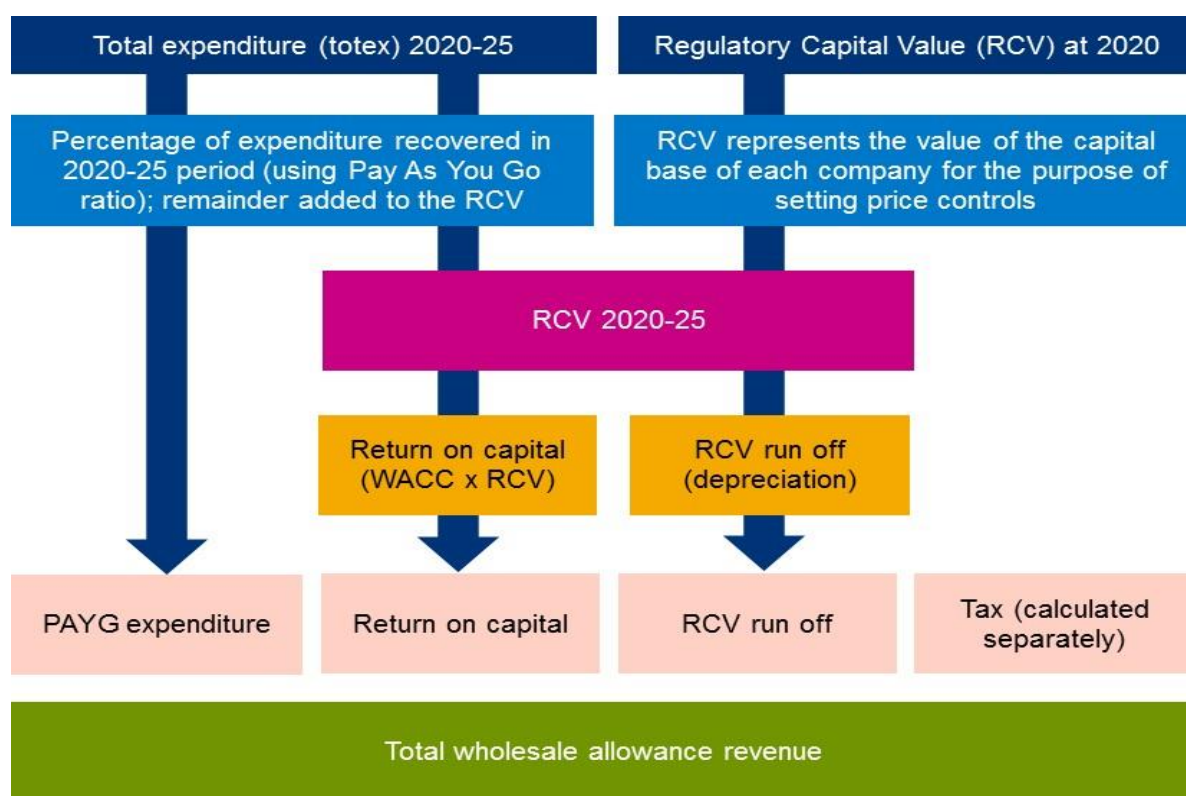 Total expenditure (totex) 2020-25
Regulatory Capital Value (RCV) at 2020
Percentage of expenditure recovered in
2020-25 period (using Pay As You Go
ratio); remainder added to the RCV
RCV represents the value of the capital
base of each company for the purpose of
setting price controls
RCV 2020-25
Return on capital
(WACC x RCV)
RCV run off
(depreciation)
PAYG expenditure
Return on capital
RCV run off
Tax (calculated
separately)
Total wholesale allowance revenue